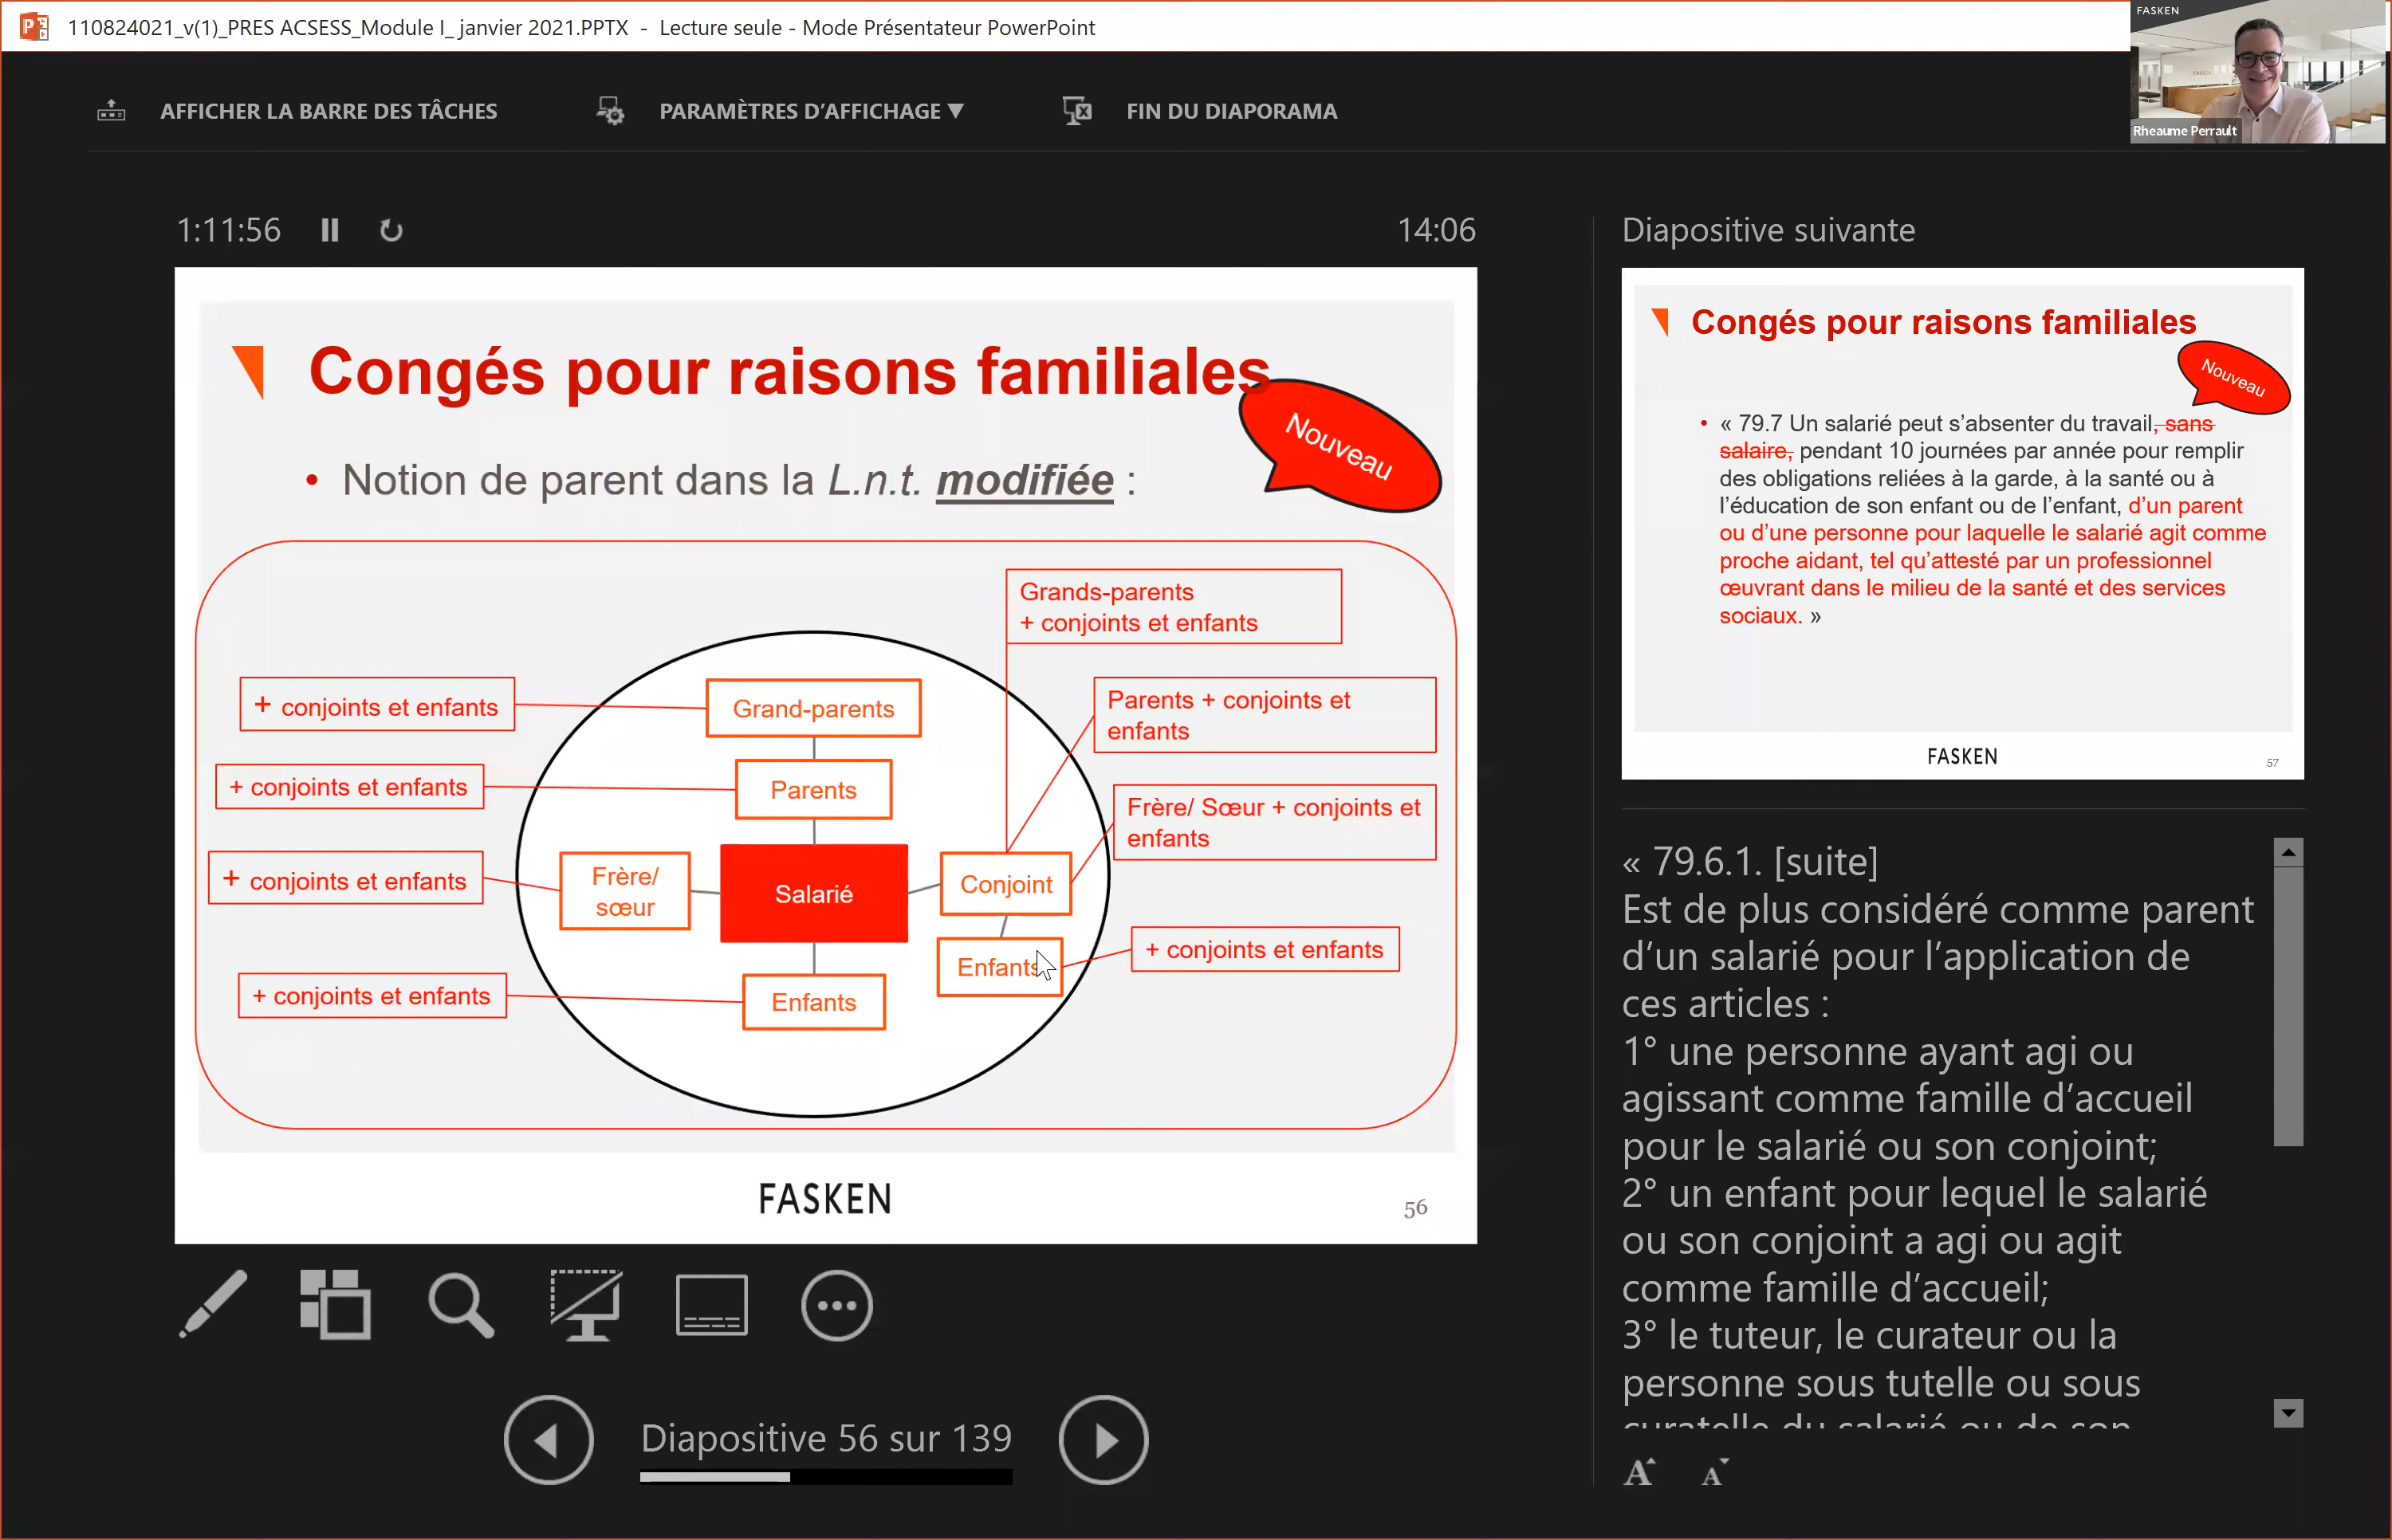 110824021_v(1)_PRES ACSESS_Module I_ janvier 2021.PPTX  -  Lecture seule - Mode Présentateur PowerPoint
FASKEN
Rheaume Perrault
AFFICHER LA BARRE DES TÂCHES
PARAMÈTRES D'AFFICHAGE ▼
FIN DU DIAPORAMA
1:11:56
14:06
Congés pour raisons familiales
Nouveau
• Notion de parent dans la L.n.t. modifiée :
Grands-parents
+ conjoints et enfants
+ conjoints et enfants
Grand-parents
Parents + conjoints et
enfants
+ conjoints et enfants
Parents
Frère/ Sœur + conjoints et
enfants
+ conjoints et enfants
Frère/
sœur
Salarié
Conjoint
Enfants
+ conjoints et enfants
+ conjoints et enfants
Enfants
FASKEN
56
Diapositive 56 sur 139
Diapositive suivante
Congés pour raisons familiales
Nouveau
• « 79.7 Un salarié peut s'absenter du travail, sans
salaire, pendant 10 journées par année pour remplir
des obligations reliées à la garde, à la santé ou à
l'éducation de son enfant ou de l'enfant, d'un parent
ou d'une personne pour laquelle le salarié agit comme
proche aidant, tel qu'attesté par un professionnel
œuvrant dans le milieu de la santé et des services
sociaux. »
FASKEN
57
« 79.6.1. [suite]
Est de plus considéré comme parent
d'un salarié pour l'application de
ces articles :
1° une personne ayant agi ou
agissant comme famille d'accueil
pour le salarié ou son conjoint;
2° un enfant pour lequel le salarié
ou son conjoint a agi ou agit
comme famille d'accueil;
3° le tuteur, le curateur ou la
personne sous tutelle ou sous
curatelle du salarié ou de son
A A